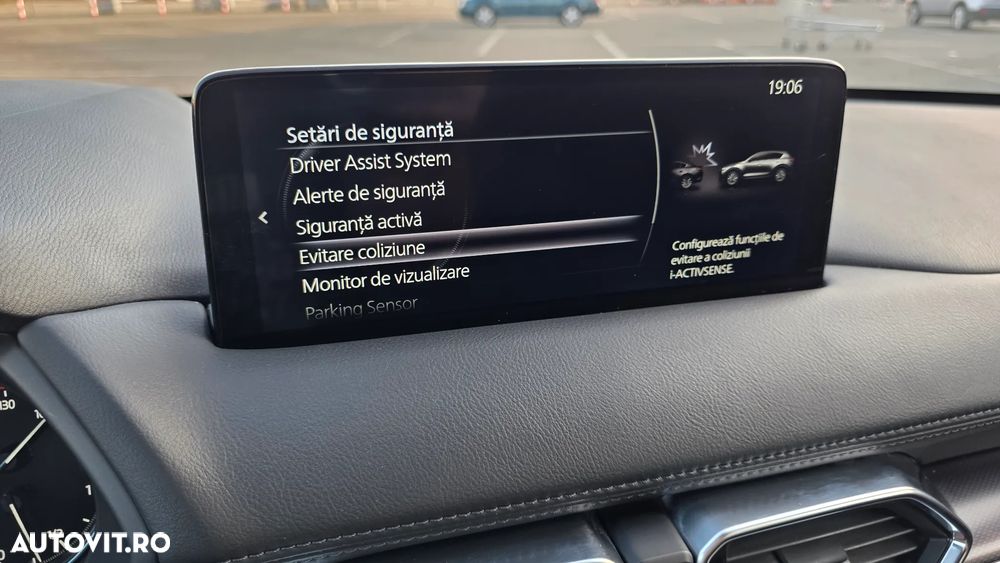 19:06
Setări de siguranță
Driver Assist System
Alerte de siguranță
Siguranță activă
Evitare coliziune
Monitor de vizualizare
Parking Sensor
Configurează funcțiile de
evitare a coliziunii
i-ACTIVSENSE.
130
AUTOVIT.RO